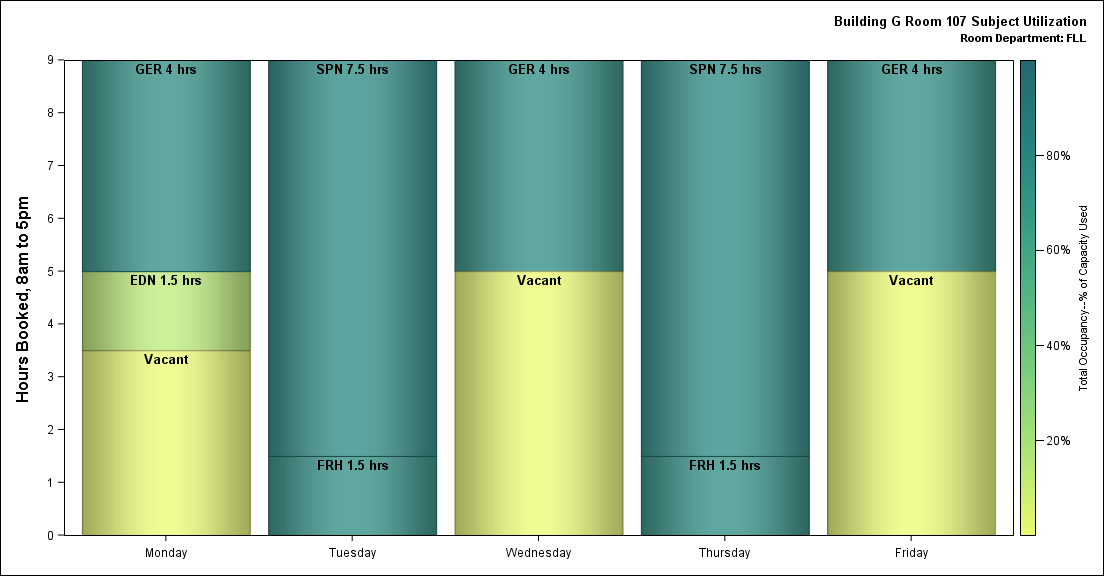 Building G Room 107 Subject Utilization
Room Department: FLL
Hours Booked, 8am to 5pm
9
8
7
6
5
4
3
2
1
0
GER 4 hrs
EDN 1.5 hrs
Vacant
SPN 7.5 hrs
FRH 1.5 hrs
GER 4 hrs
Vacant
SPN 7.5 hrs
FRH 1.5 hrs
GER 4 hrs
Vacant
Monday
Tuesday
Wednesday
Thursday
Friday
80%
60%
40%
20%
Total Occupancy--% of Capacity Used